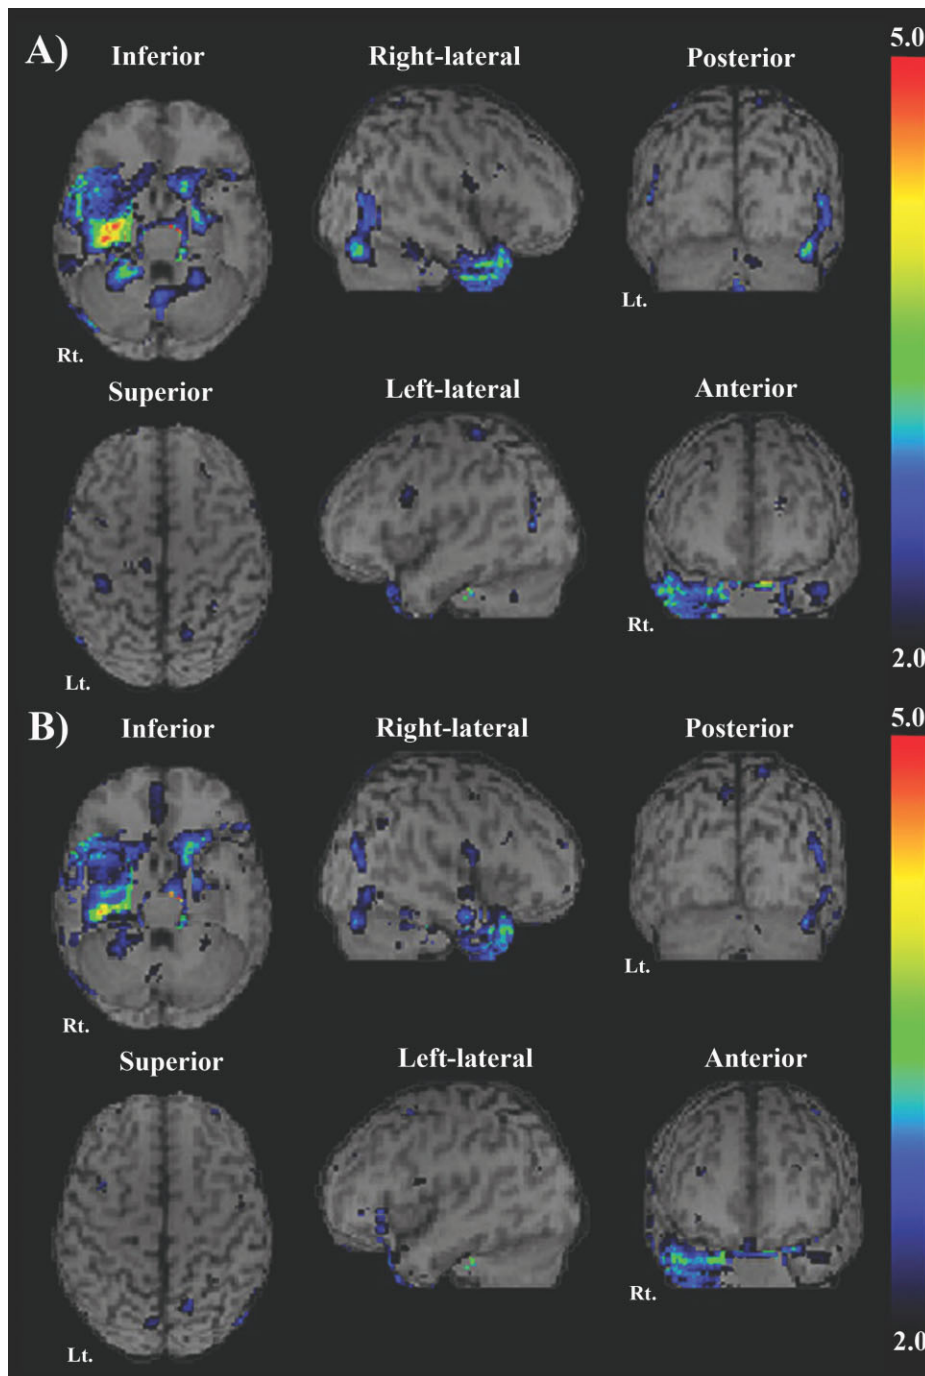 A)
Inferior
Right-lateral
Posterior
5.0
Rt.
Lt.
Superior
Left-lateral
Anterior
Lt.
Rt.
2.0
B)
Inferior
Right-lateral
Posterior
5.0
Rt.
Lt.
Superior
Left-lateral
Anterior
Lt.
Rt.
2.0